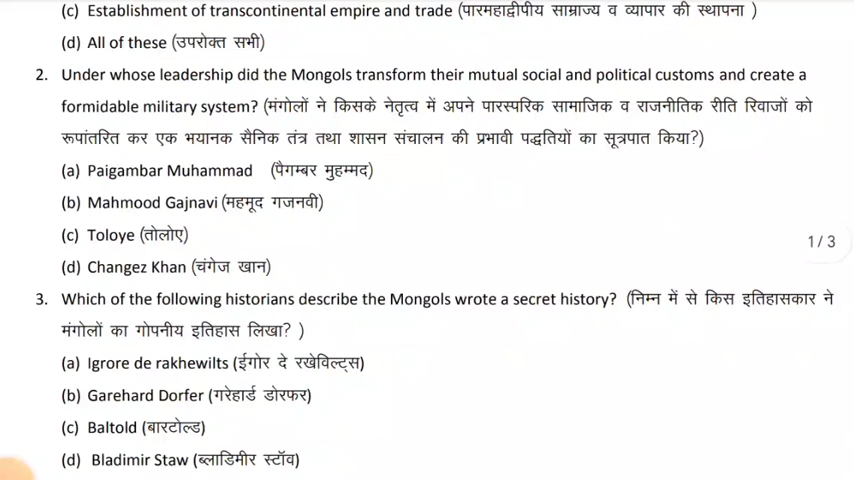 (c) Establishment of transcontinental empire and trade (पारमहाद्वीपीय साम्राज्य व व्यापार की स्थापना )
(d) All of these (उपरोक्त सभी)
2. Under whose leadership did the Mongols transform their mutual social and political customs and create a
formidable military system? (मंगोलों ने किसके नेतृत्व में अपने पारस्परिक सामाजिक व राजनीतिक रीति रिवाजों को
रूपांतरित कर एक भयानक सैनिक तंत्र तथा शासन संचालन की प्रभावी पद्धतियों का सूत्रपात किया?)
(a) Paigambar Muhammad (पैगम्बर मुहम्मद)
(b) Mahmood Gajnavi (महमूद गजनवी)
(c) Toloye (तोलोए)
1 / 3
(d) Changez Khan (चंगेज खान)
3. Which of the following historians describe the Mongols wrote a secret history? (निम्न में से किस इतिहासकार ने
मंगोलों का गोपनीय इतिहास लिखा? )
(a) Igrore de rakhewilts (ईगोर दे रखेविल्ट्स)
(b) Garehard Dorfer (गरेहार्ड डोरफर)
(c) Baltold (बारटोल्ड)
(d) Bladimir Staw (ब्लाडिमीर स्टॉव)